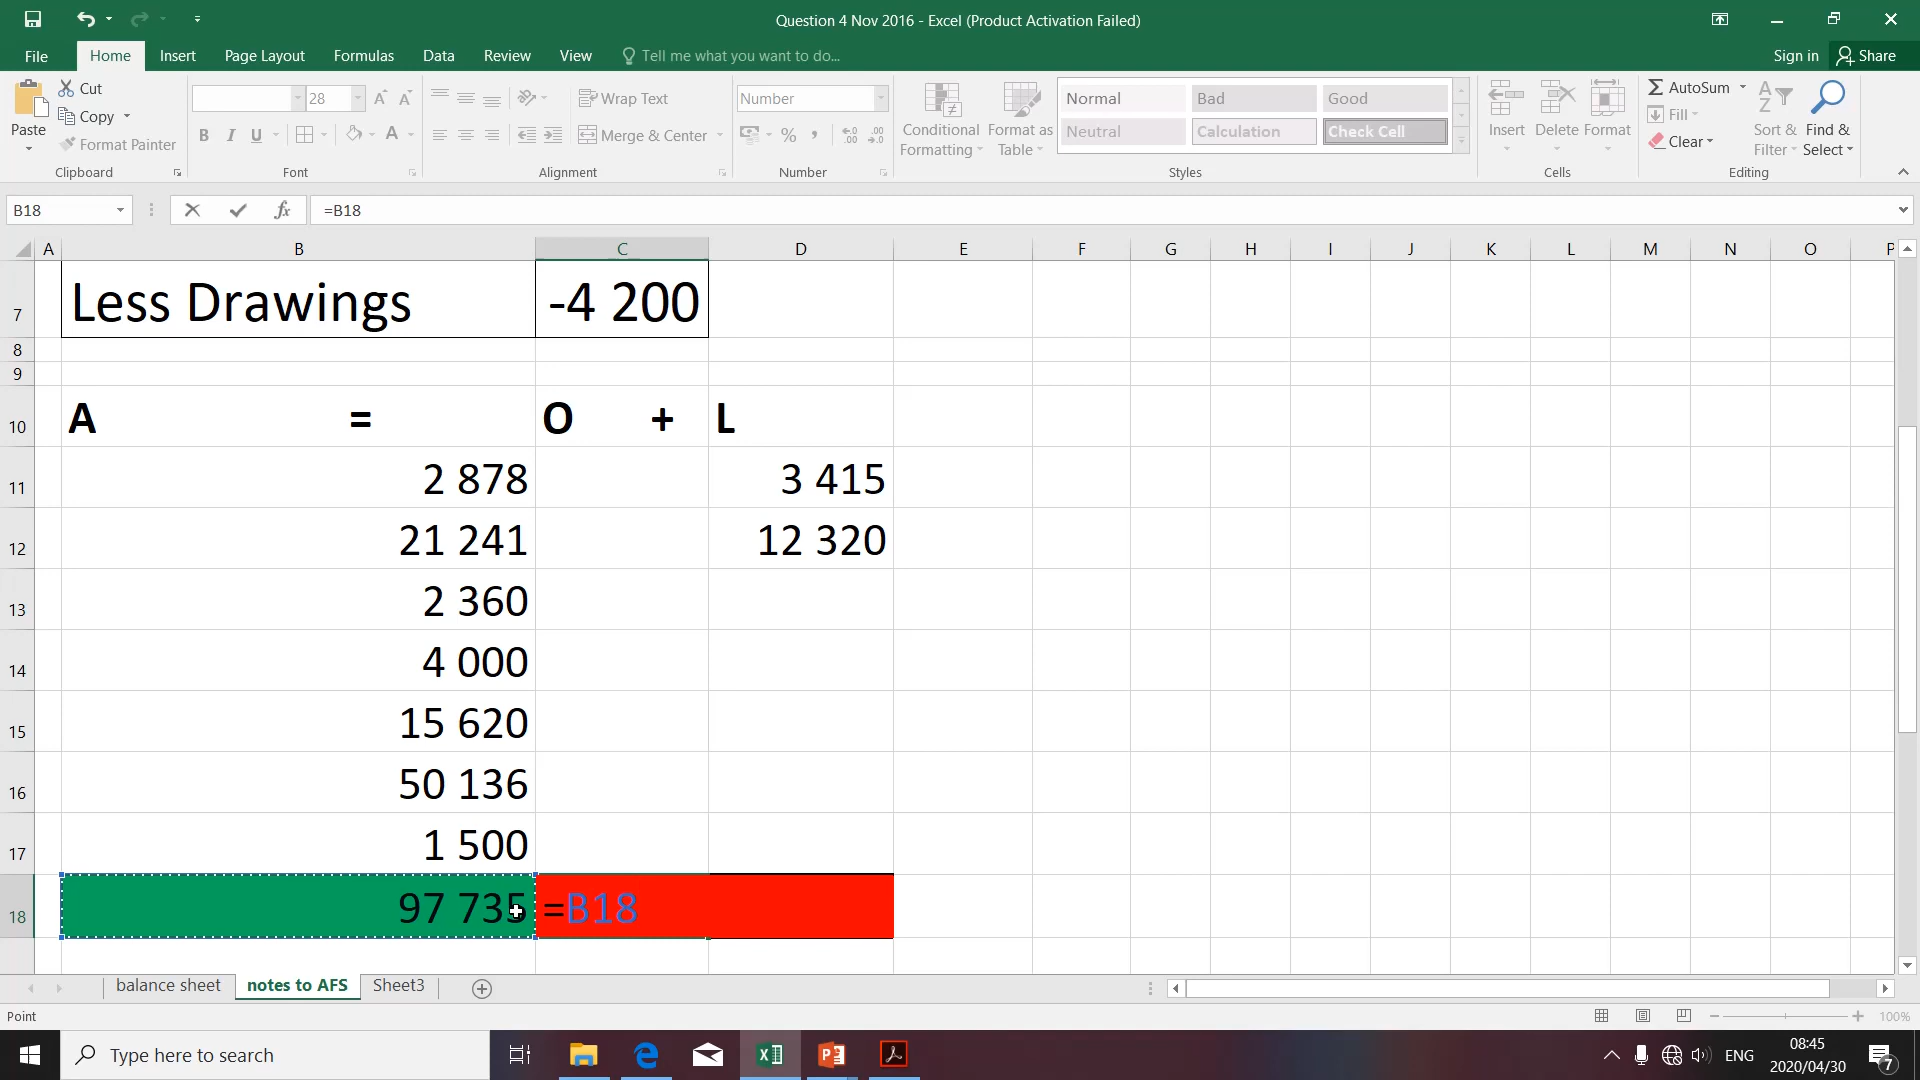 Question 4 Nov 2016 - Excel (Product Activation Failed)
File Home Insert Page Layout Formulas Data Review View Tell me what you want to do... Sign in Share
Paste
Cut
Copy
Format Painter
Clipboard
28
B I U
Font
Wrap Text
Merge & Center
Alignment
Number
%
Number
Conditional Formatting
Format as Table
Normal Bad Good
Neutral Calculation Check Cell
Styles
Insert Delete Format
Cells
AutoSum
Fill
Clear
Sort & Filter
Find & Select
Editing
B18 fx =B18
A B C D E F G H I J K L M N O P
7 Less Drawings -4 200
8
9
10 A = O + L
11 2 878 3 415
12 21 241 12 320
13 2 360
14 4 000
15 15 620
16 50 136
17 1 500
18 97 735 =B18
balance sheet notes to AFS Sheet3
Point 100%
Type here to search ENG 08:45
2020/04/30
7